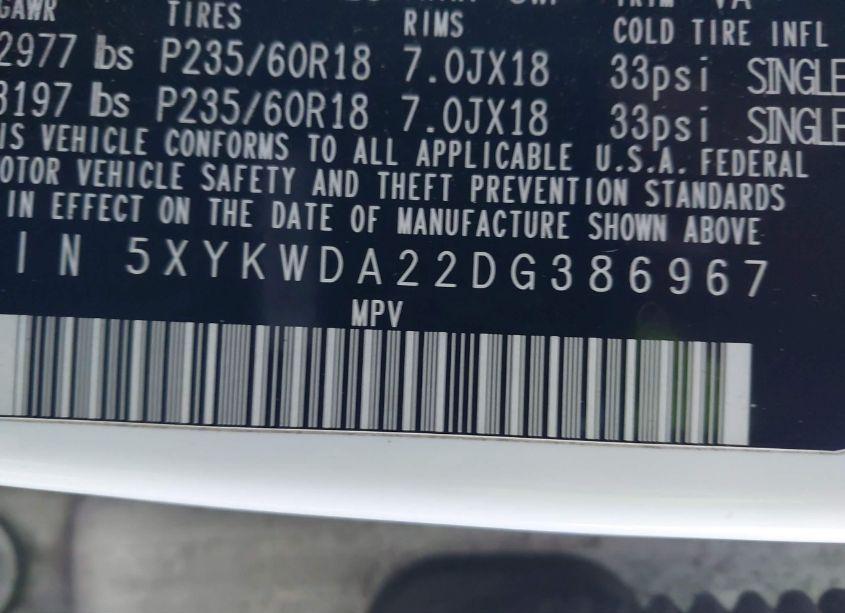 GAWR TIRES RIMS COLD TIRE INFL
2977 lbs P235/60R18 7.0JX18 33psi SINGLE
3197 lbs P235/60R18 7.0JX18 33psi SINGLE
IS VEHICLE CONFORMS TO ALL APPLICABLE U.S.A. FEDERAL
OTOR VEHICLE SAFETY AND THEFT PREVENTION STANDARDS
IN EFFECT ON THE DATE OF MANUFACTURE SHOWN ABOVE
IN 5XYKWDA22DG386967
MPV